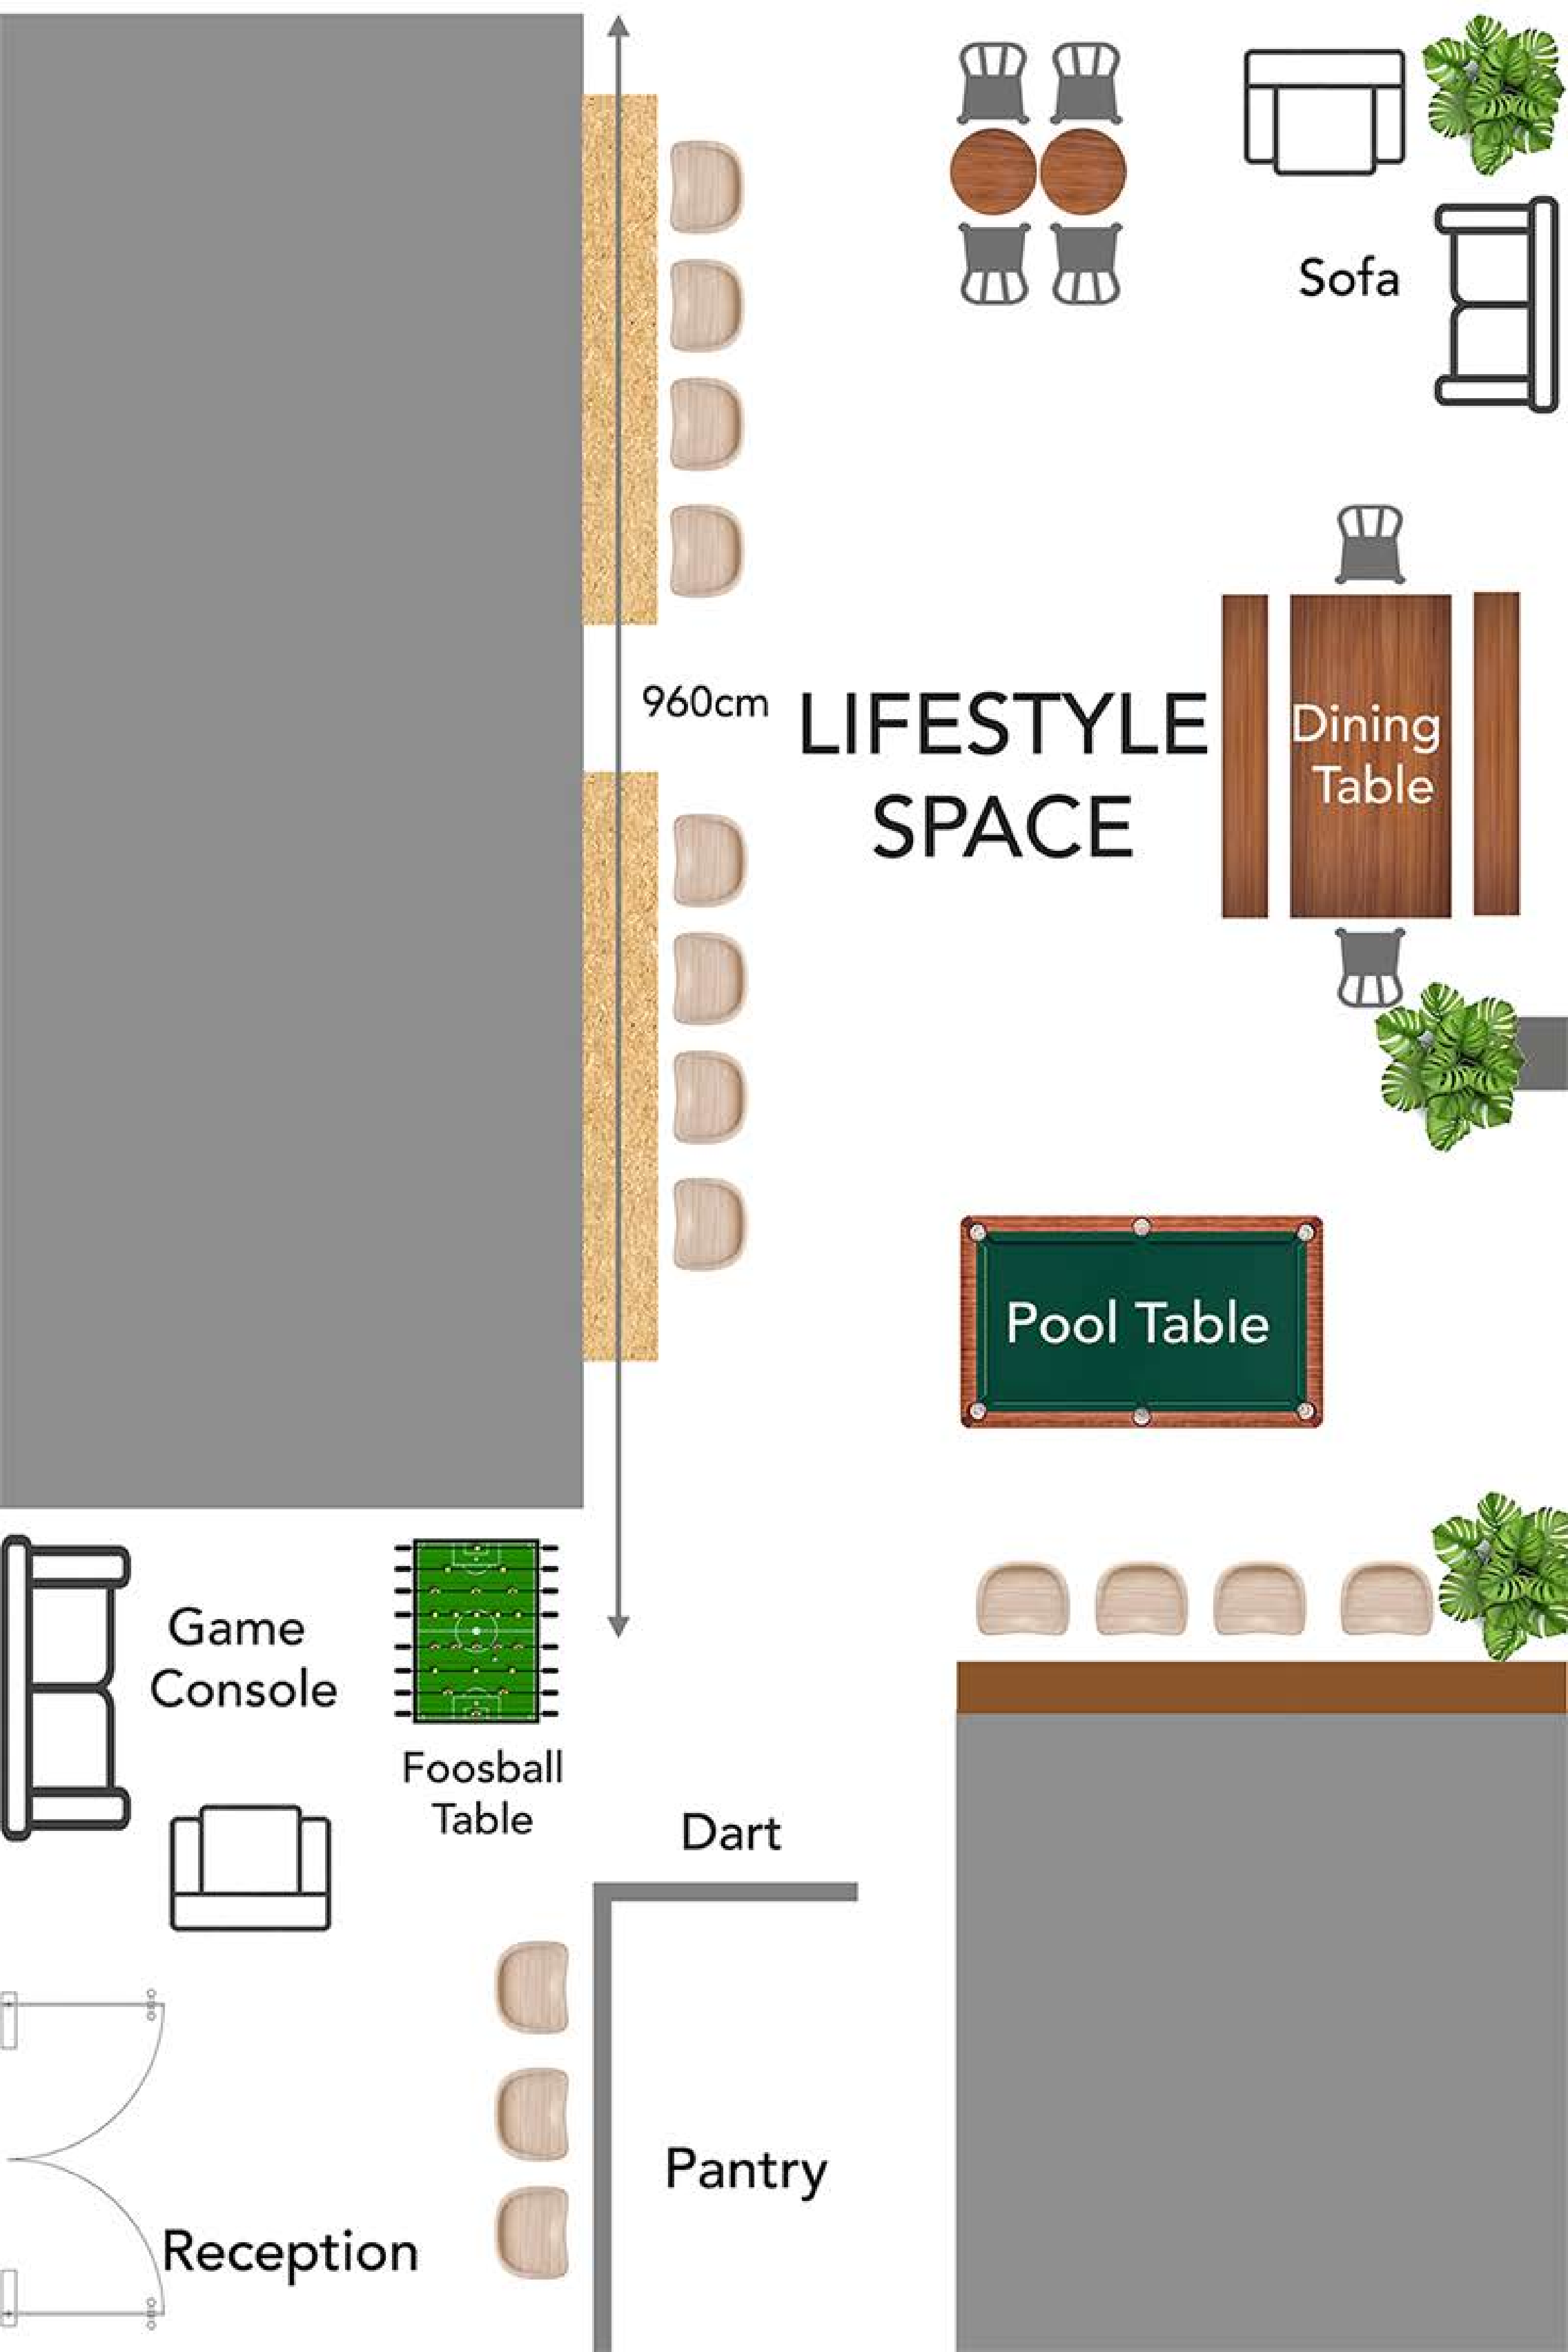 Sofa
960cm
LIFESTYLE
SPACE
Dining
Table
Pool Table
Game
Console
Foosball
Table
Dart
Pantry
Reception